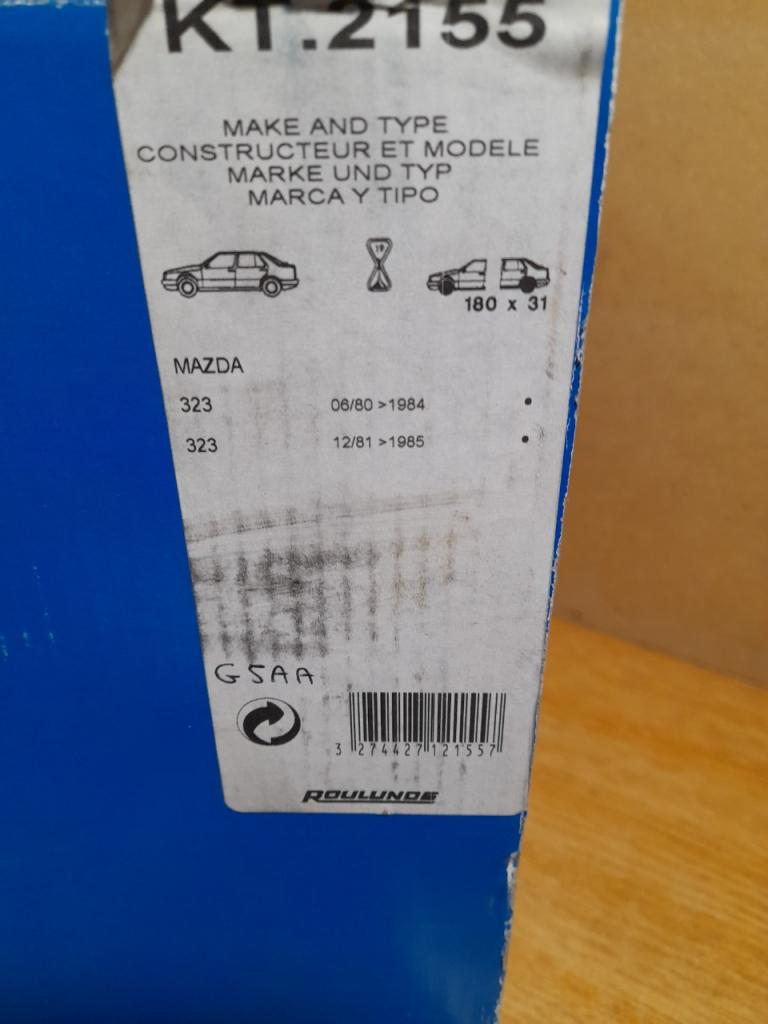 KT.2155
MAKE AND TYPE
CONSTRUCTEUR ET MODELE
MARKE UND TYP
MARCA Y TIPO
19
180 x 31
MAZDA
323 06/80 >1984 •
323 12/81 >1985 •
G5AA
3 274427 121557
ROULUNDS